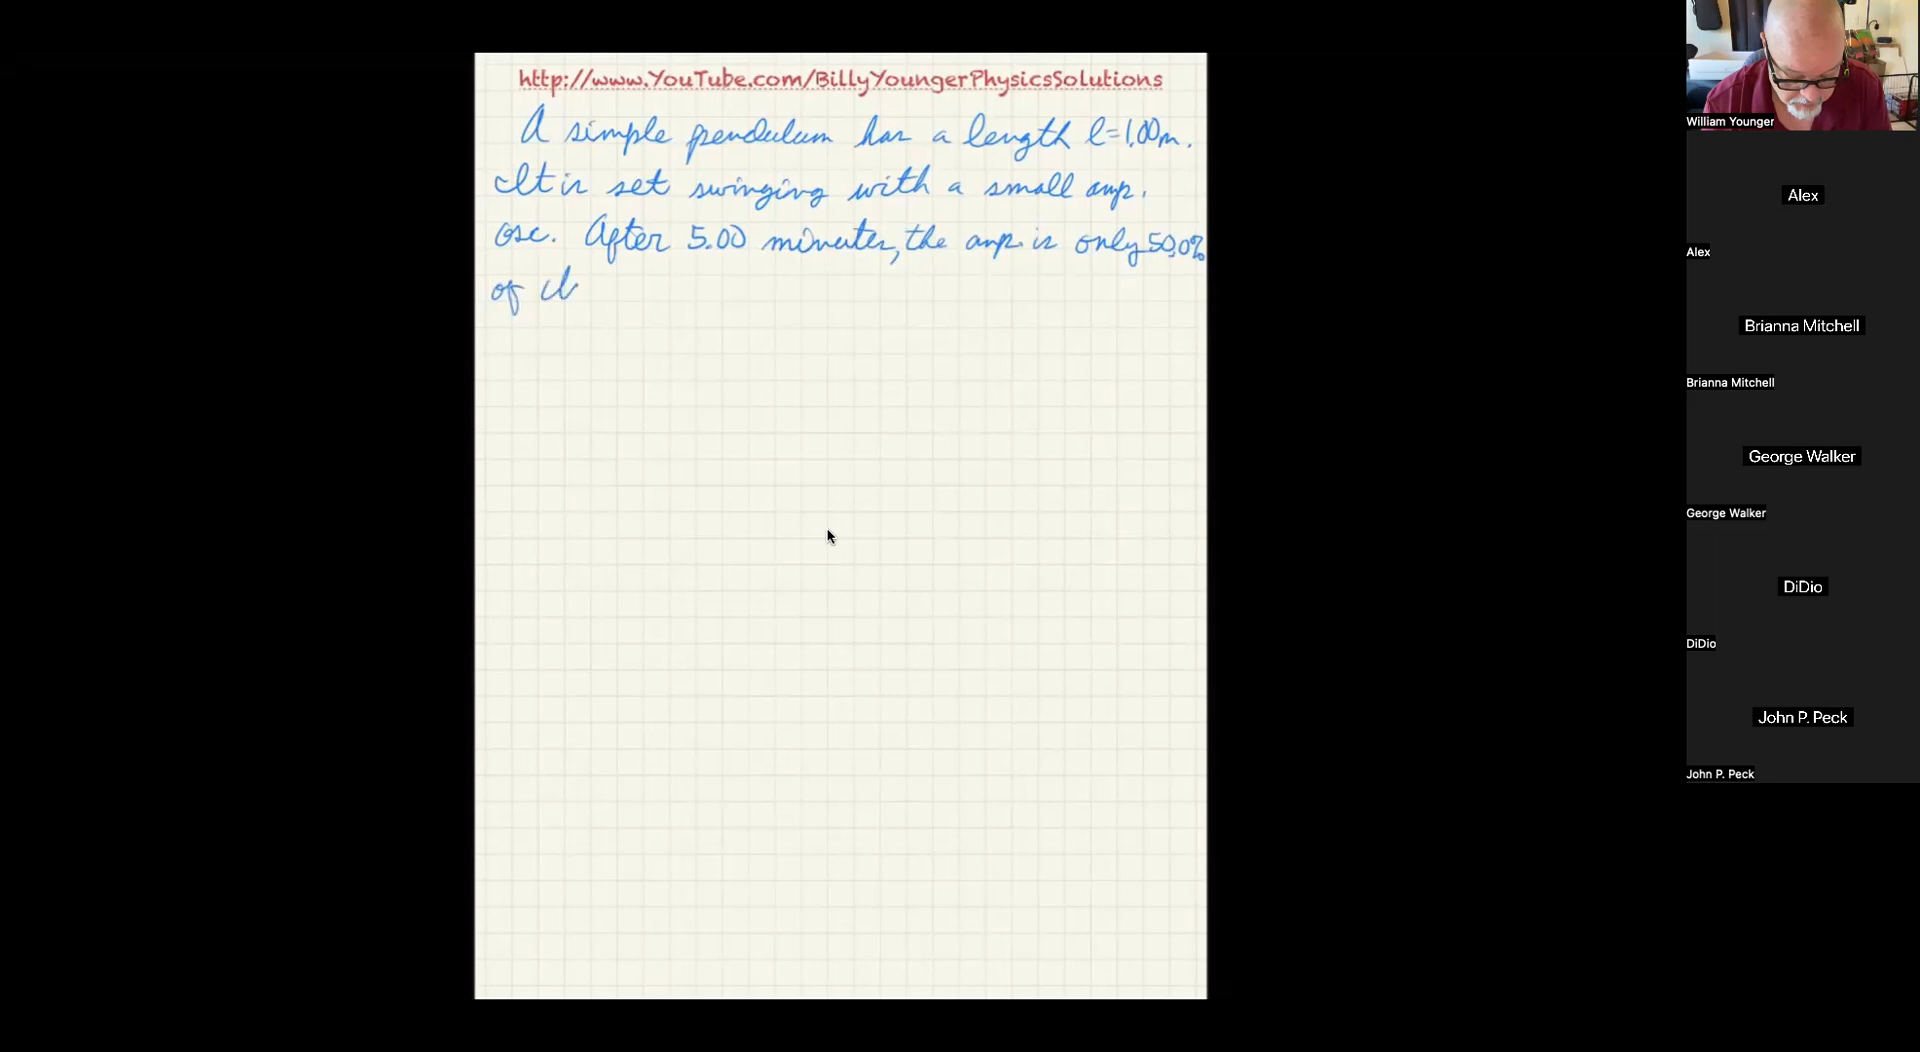 http://www.YouTube.com/BillyYoungerPhysicsSolutions
A simple pendulum has a length l=1.00m.
It is set swinging with a small amp.
osc. After 5.00 minutes, the amp. is only 50.0%
of
William Younger
Alex
Alex
Brianna Mitchell
Brianna Mitchell
George Walker
George Walker
DiDio
DiDio
John P. Peck
John P. Peck